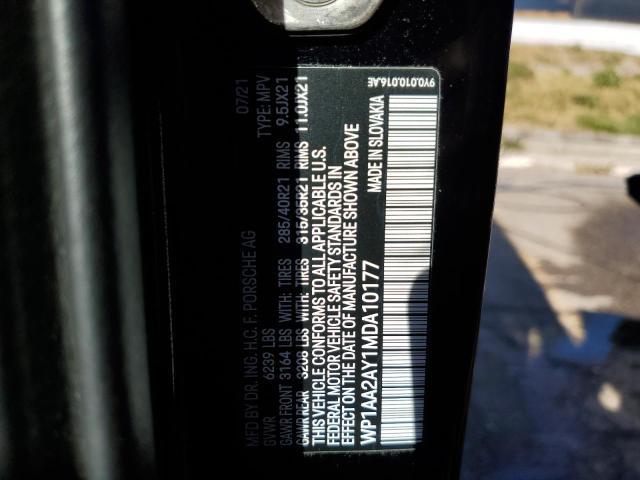 MFD BY DR. ING. H.C. F. PORSCHE AG 07/21
GVWR 6239 LBS TYPE: MPV
GAWR FRONT 3164 LBS WITH: TIRES 285/40R21 RIMS 9.5JX21
GAWR REAR 3208 LBS WITH: TIRES 315/35R21 RIMS 11.0JX21
THIS VEHICLE CONFORMS TO ALL APPLICABLE U.S.
FEDERAL MOTOR VEHICLE SAFETY STANDARDS IN
EFFECT ON THE DATE OF MANUFACTURE SHOWN ABOVE
WP1AA2AY1MDA10177 MADE IN SLOVAKIA
9Y0.010.016.AE